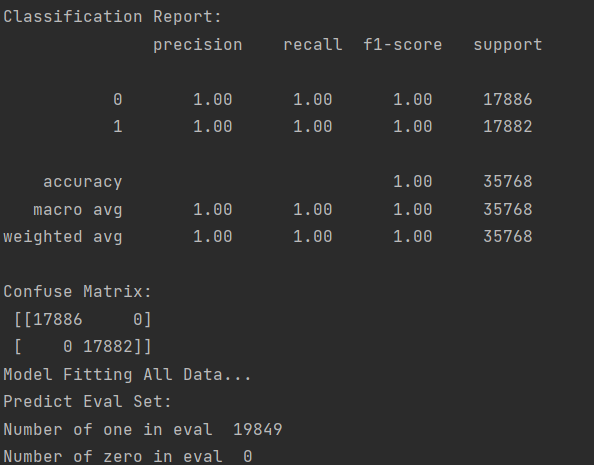 Classification Report:
precision recall f1-score support
0 1.00 1.00 1.00 17886
1 1.00 1.00 1.00 17882
accuracy 1.00 35768
macro avg 1.00 1.00 1.00 35768
weighted avg 1.00 1.00 1.00 35768
Confuse Matrix:
[[17886 0]
[ 0 17882]]
Model Fitting All Data...
Predict Eval Set:
Number of one in eval 19849
Number of zero in eval 0